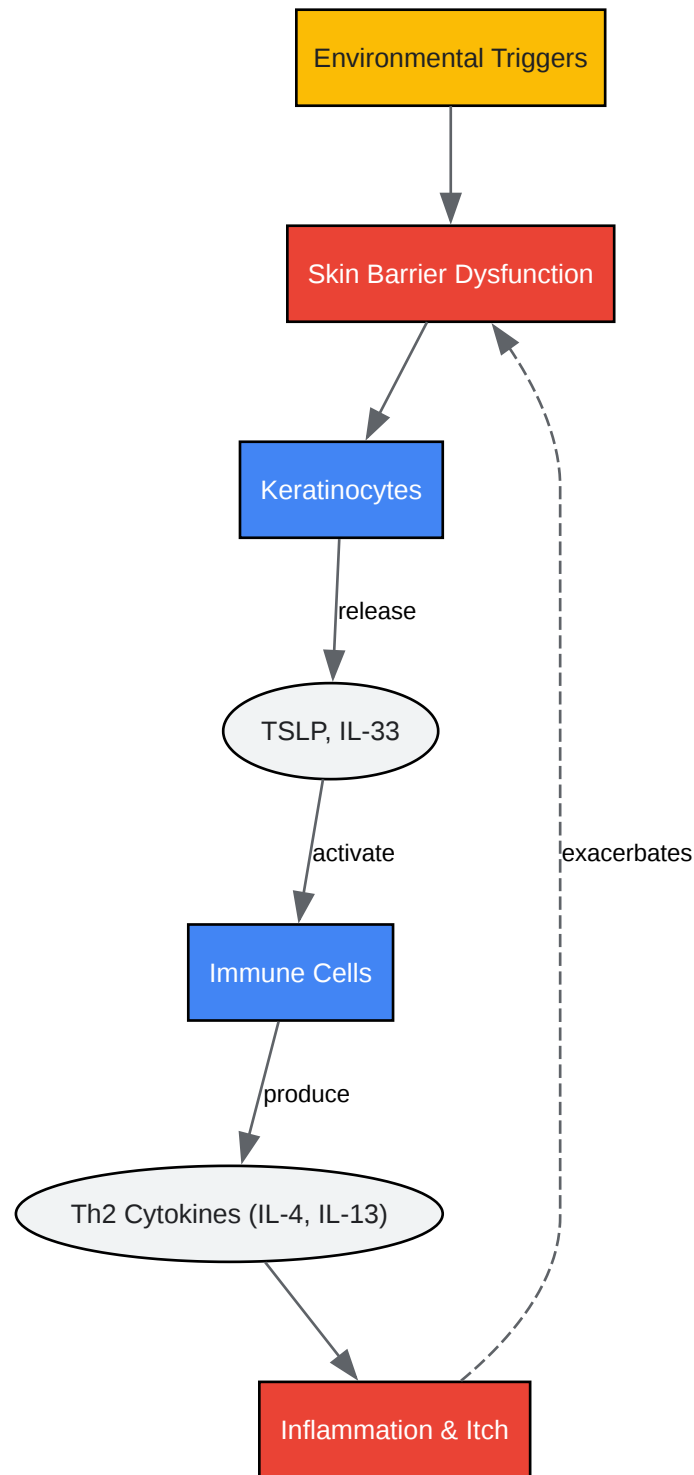 Environmental Triggers
Skin Barrier Dysfunction
Keratinocytes
release
TSLP, IL-33
activate
exacerbates
Immune Cells
produce
Th2 Cytokines (IL-4, IL-13)
Inflammation & Itch